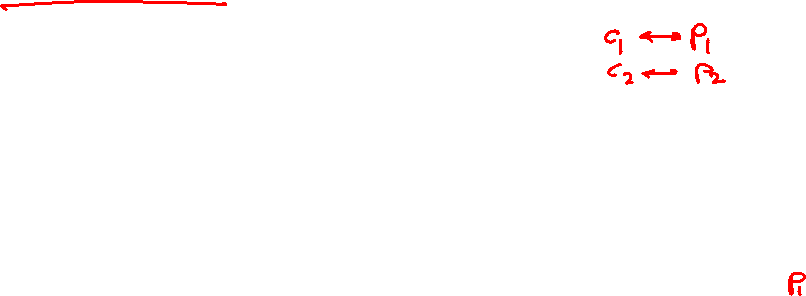 C₁ ↔ P₁
C₂ ↔ P₂
P₁